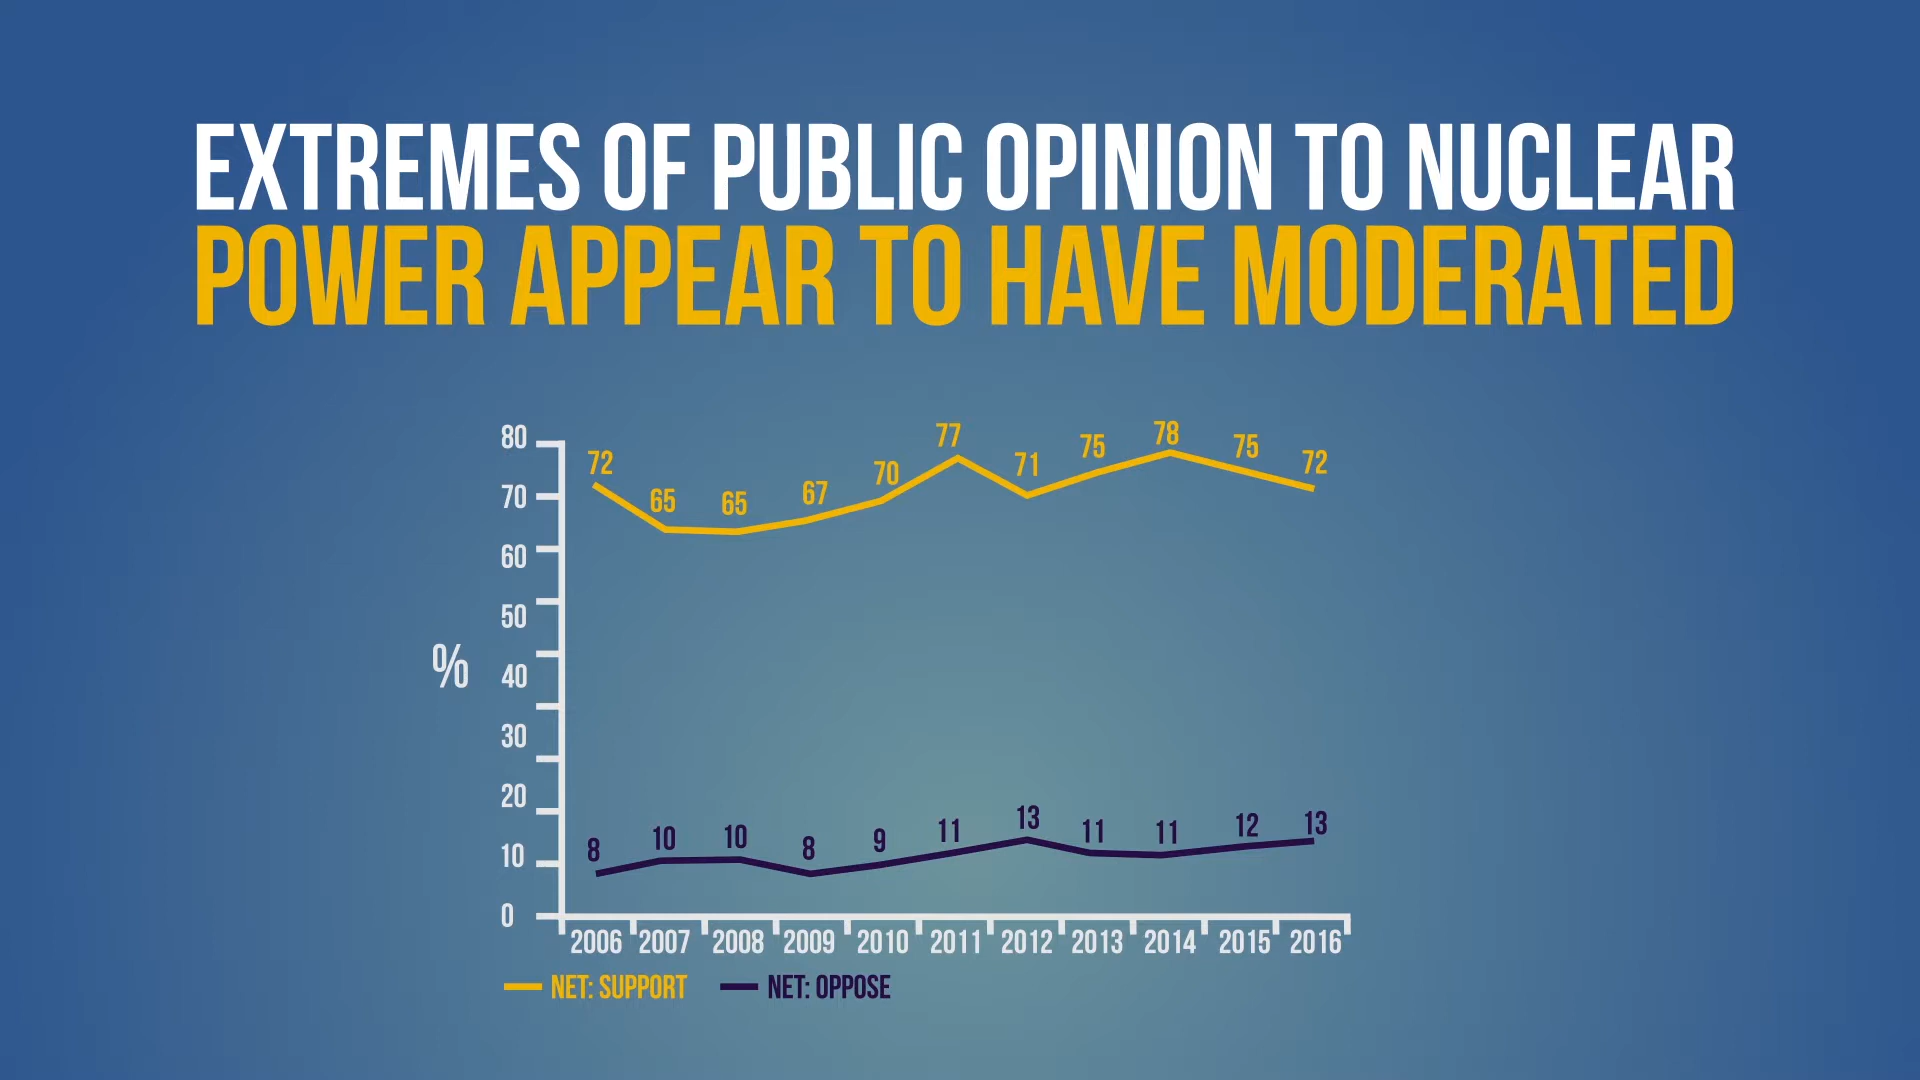 EXTREMES OF PUBLIC OPINION TO NUCLEAR
POWER APPEAR TO HAVE MODERATED
%
80
70
60
50
40
30
20
10
0
72 65 65 67 70 77 71 75 78 75 72
8 10 10 8 9 11 13 11 11 12 13
2006 2007 2008 2009 2010 2011 2012 2013 2014 2015 2016
NET: SUPPORT NET: OPPOSE